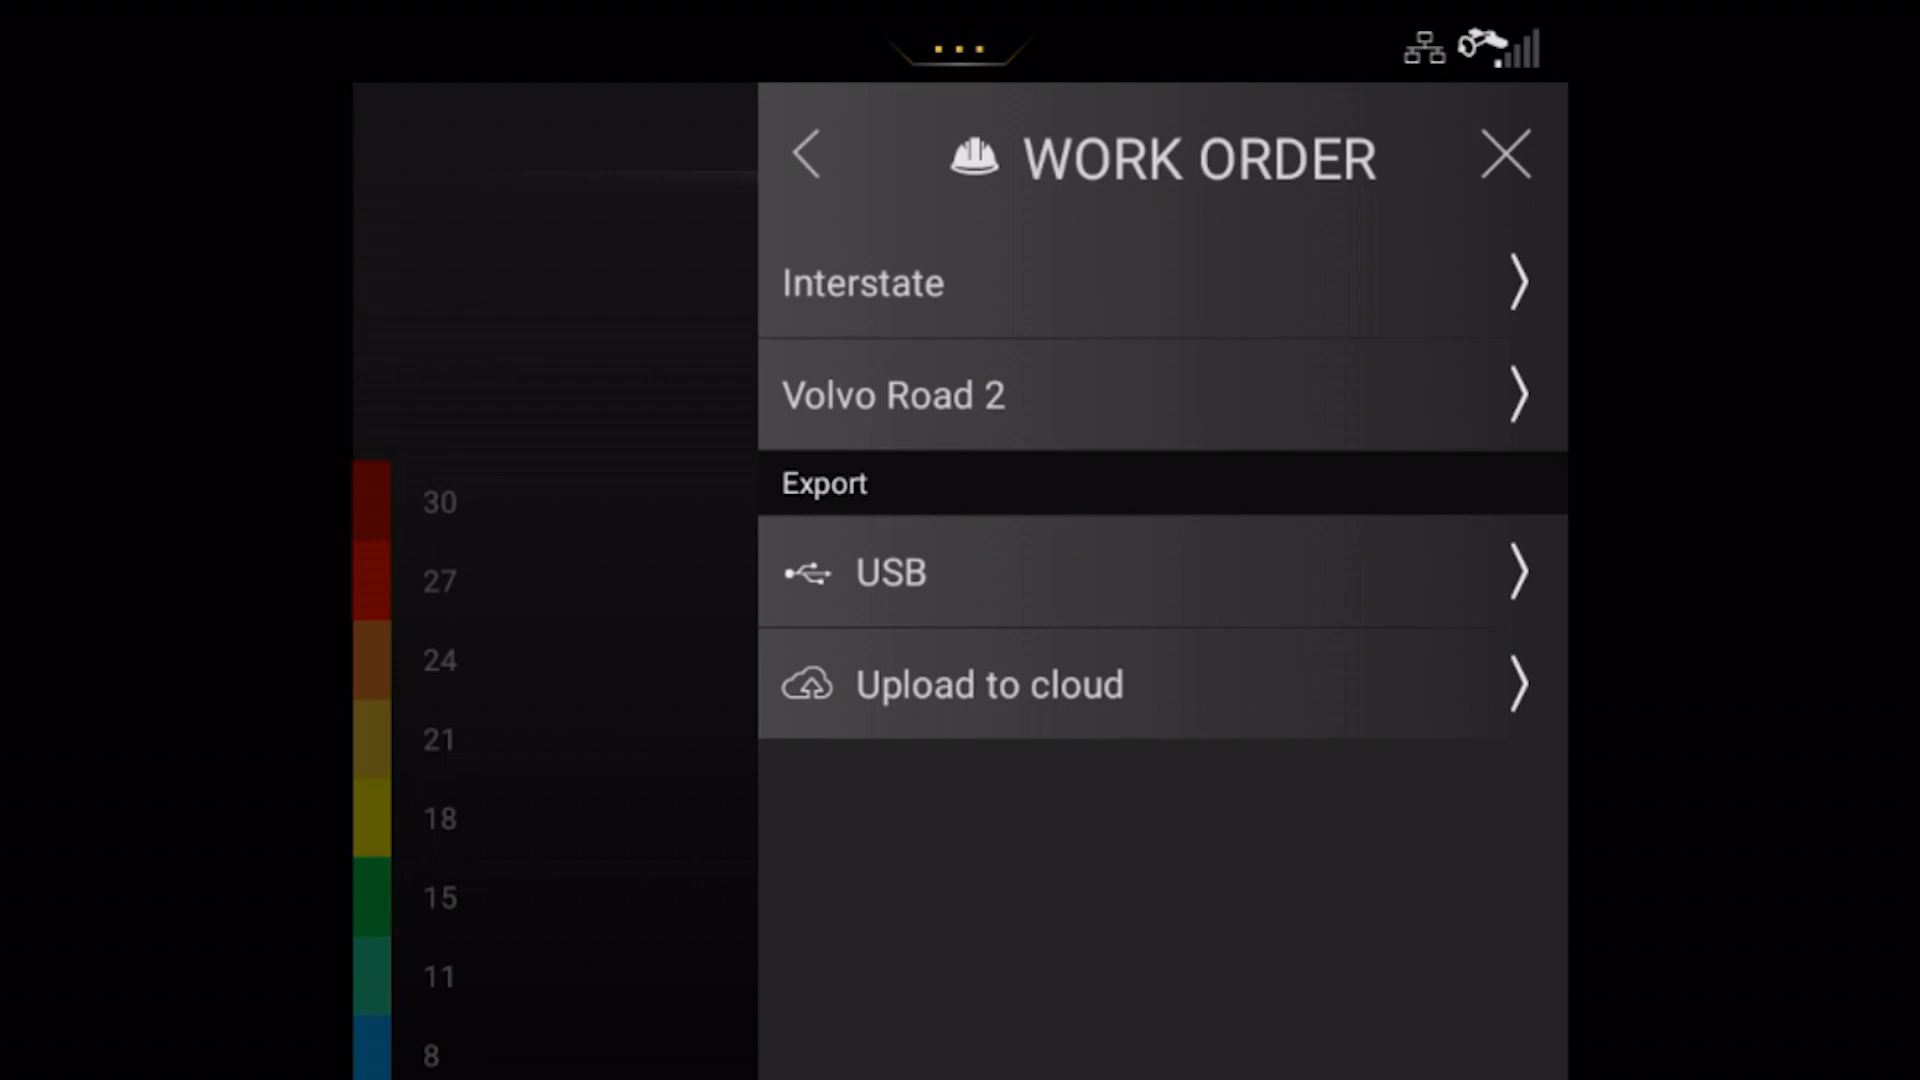 WORK ORDER
Interstate
Volvo Road 2
Export
USB
Upload to cloud
30
27
24
21
18
15
11
8